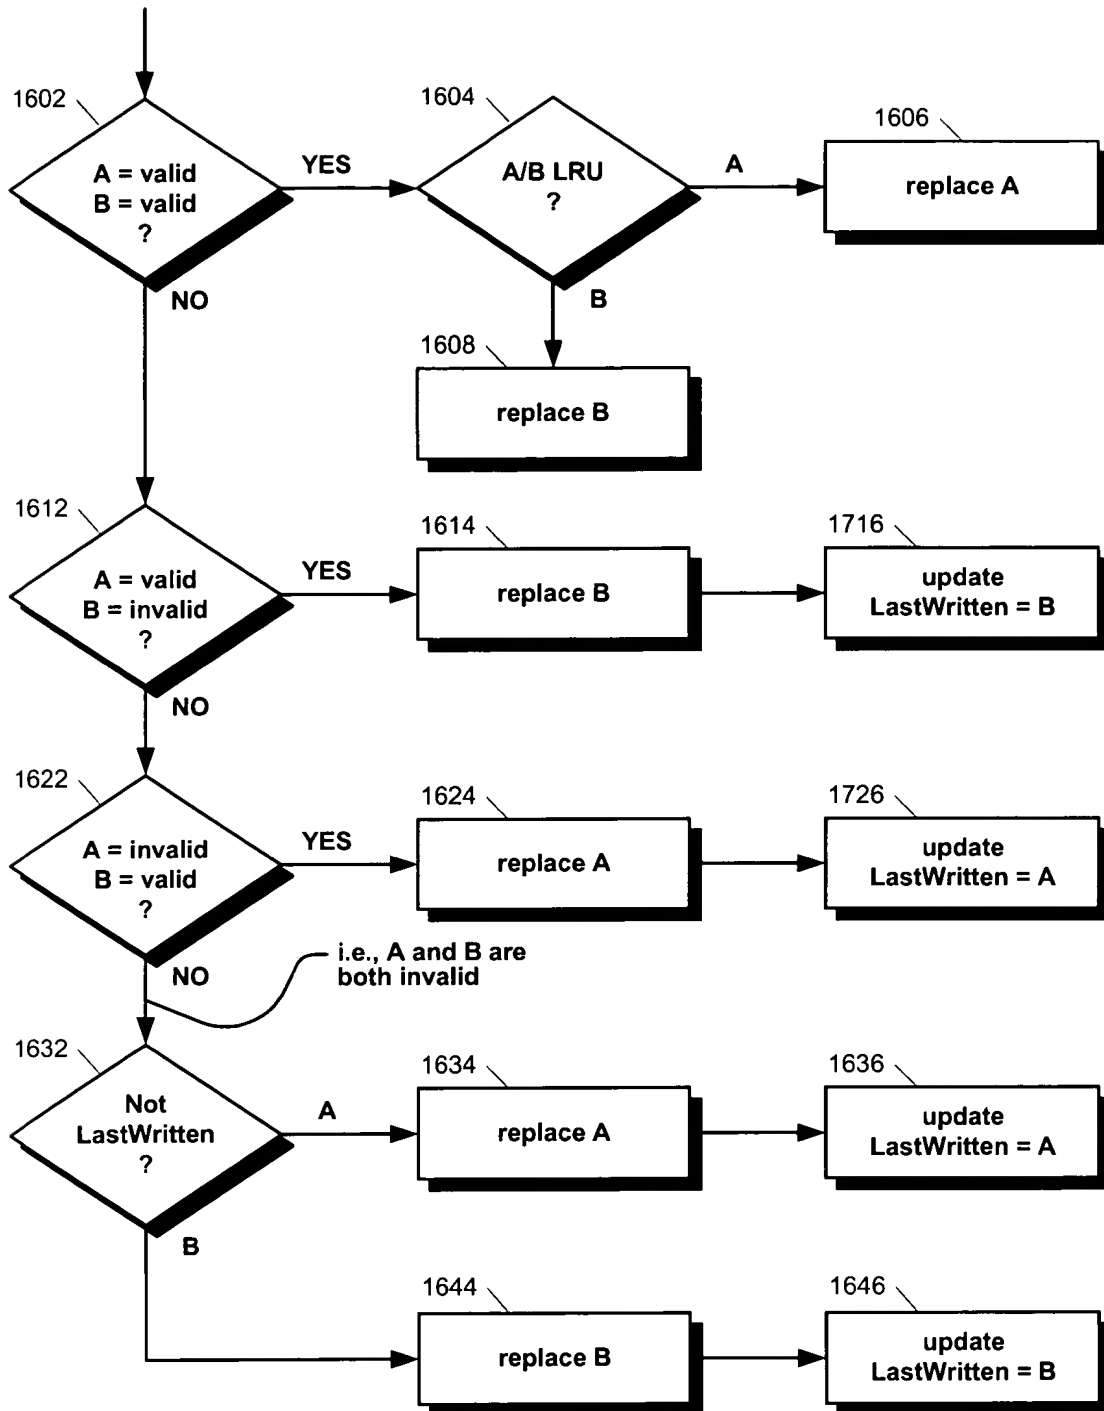 1602
A = valid
B = valid
?
YES
NO
1604
A/B LRU
?
A
B
1606
replace A
1608
replace B
1612
A = valid
B = invalid
?
YES
NO
1614
replace B
1716
update
LastWritten = B
1622
A = invalid
B = valid
?
YES
NO
1624
replace A
1726
update
LastWritten = A
i.e., A and B are
both invalid
1632
Not
LastWritten
?
A
B
1634
replace A
1636
update
LastWritten = A
1644
replace B
1646
update
LastWritten = B